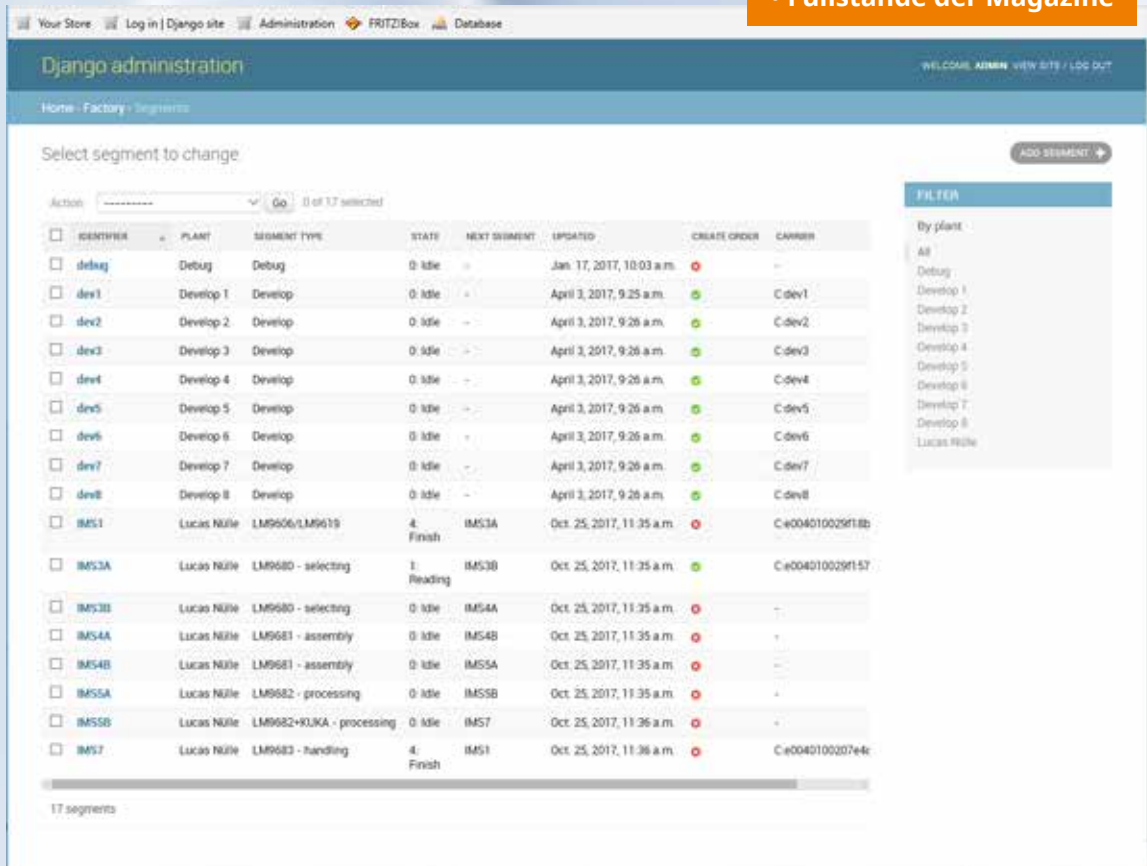 Füllstände der Magazine
Your Store Log in | Django site Administration FRITZ!Box Database
Django administration
WELCOME, ADMIN. VIEW SITE / LOG OUT
Home › Factory › Segments
Select segment to change
ADD SEGMENT
Action: --------- Go 0 of 17 selected
IDENTIFIER PLANT SEGMENT TYPE STATE NEXT SEGMENT UPDATED CREATE ORDER CARRIER
debug Debug Debug 0: Idle - Jan. 17, 2017, 10:03 a.m. -
dev1 Develop 1 Develop 0: Idle - April 3, 2017, 9:25 a.m. C:dev1
dev2 Develop 2 Develop 0: Idle - April 3, 2017, 9:26 a.m. C:dev2
dev3 Develop 3 Develop 0: Idle - April 3, 2017, 9:26 a.m. C:dev3
dev4 Develop 4 Develop 0: Idle - April 3, 2017, 9:26 a.m. C:dev4
dev5 Develop 5 Develop 0: Idle - April 3, 2017, 9:26 a.m. C:dev5
dev6 Develop 6 Develop 0: Idle - April 3, 2017, 9:26 a.m. C:dev6
dev7 Develop 7 Develop 0: Idle - April 3, 2017, 9:26 a.m. C:dev7
dev8 Develop 8 Develop 0: Idle - April 3, 2017, 9:26 a.m. C:dev8
IMS1 Lucas Nülle LM9606/LM9619 4: Finish IMS3A Oct. 25, 2017, 11:35 a.m. C:e004010029f18b
IMS3A Lucas Nülle LM9680 - selecting 1: Reading IMS3B Oct. 25, 2017, 11:35 a.m. C:e004010029f157
IMS3B Lucas Nülle LM9680 - selecting 0: Idle IMS4A Oct. 25, 2017, 11:35 a.m. -
IMS4A Lucas Nülle LM9681 - assembly 0: Idle IMS4B Oct. 25, 2017, 11:35 a.m. -
IMS4B Lucas Nülle LM9681 - assembly 0: Idle IMS5A Oct. 25, 2017, 11:35 a.m. -
IMS5A Lucas Nülle LM9682 - processing 0: Idle IMS5B Oct. 25, 2017, 11:35 a.m. -
IMS5B Lucas Nülle LM9682+KUKA - processing 0: Idle IMS7 Oct. 25, 2017, 11:36 a.m. -
IMS7 Lucas Nülle LM9683 - handling 4: Finish IMS1 Oct. 25, 2017, 11:36 a.m. C:e0040100207e4c
17 segments
FILTER
By plant
All
Debug
Develop 1
Develop 2
Develop 3
Develop 4
Develop 5
Develop 6
Develop 7
Develop 8
Lucas Nülle